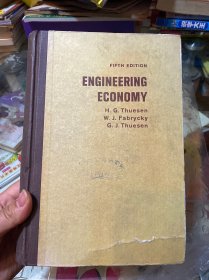 FIFTH EDITION
ENGINEERING
ECONOMY
H. G. Thuesen
W. J. Fabrycky
G. J. Thuesen